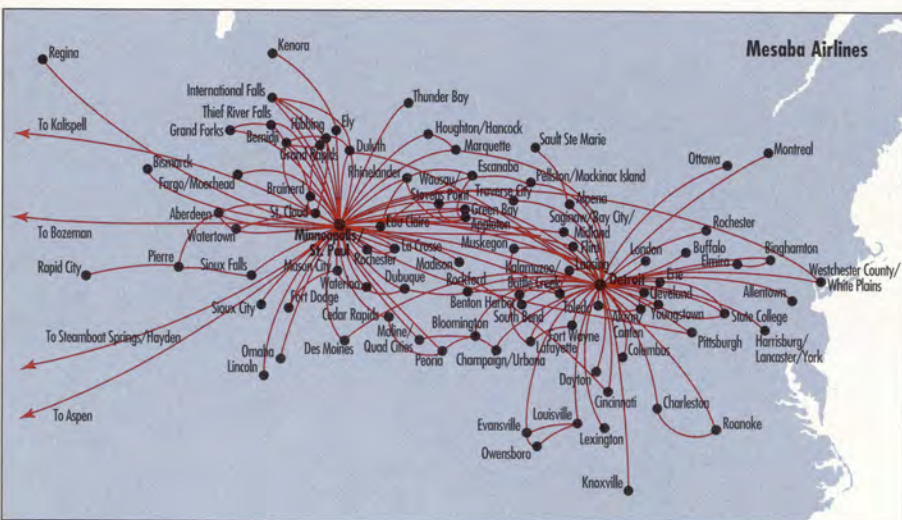 Mesaba Airlines
Regina
Kenora
International Falls
Thunder Bay
To Kalispell
Thief River Falls
Grand Forks
Hibbing
Ely
Bemidji
Grand Rapids
Duluth
Houghton/Hancock
Marquette
Sault Ste Marie
Ottawa
Montreal
Bismarck
Fargo/Moorhead
Rhinelander
Wausau/
Stevens Point
Escanaba
Pellston/Mackinac Island
Traverse City
Alpena
Brainerd
St. Cloud
Aberdeen
Watertown
To Bozeman
Minneapolis/
St. Paul
Eau Claire
Green Bay
Appleton
Saginaw/Bay City/
Midland
Flint
Rochester
London
Buffalo
Elmira
Binghamton
Pierre
Rapid City
Sioux Falls
Mason City
Rochester
La Crosse
Madison
Muskegon
Kalamazoo/
Battle Creek
Lansing
Detroit
Erie
Westchester County/
White Plains
Waterloo
Dubuque
Rockford
Benton Harbor
South Bend
Toledo
Cleveland
Akron/
Canton
Youngstown
Allentown
State College
Sioux City
Fort Dodge
Cedar Rapids
Moline/
Quad Cities
Bloomington
Fort Wayne
Lafayette
Columbus
Pittsburgh
Harrisburg/
Lancaster/York
To Steamboat Springs/Hayden
Omaha
Lincoln
Des Moines
Peoria
Champaign/Urbana
Dayton
Cincinnati
Charleston
Roanoke
To Aspen
Evansville
Louisville
Owensboro
Lexington
Knoxville